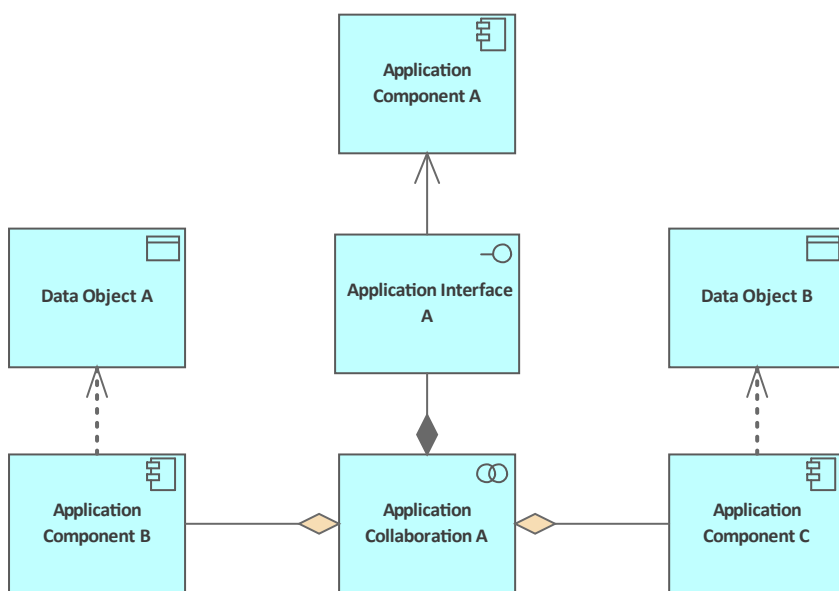 Application
Component A
Data Object A
Application Interface
A
Data Object B
Application
Component B
Application
Collaboration A
Application
Component C